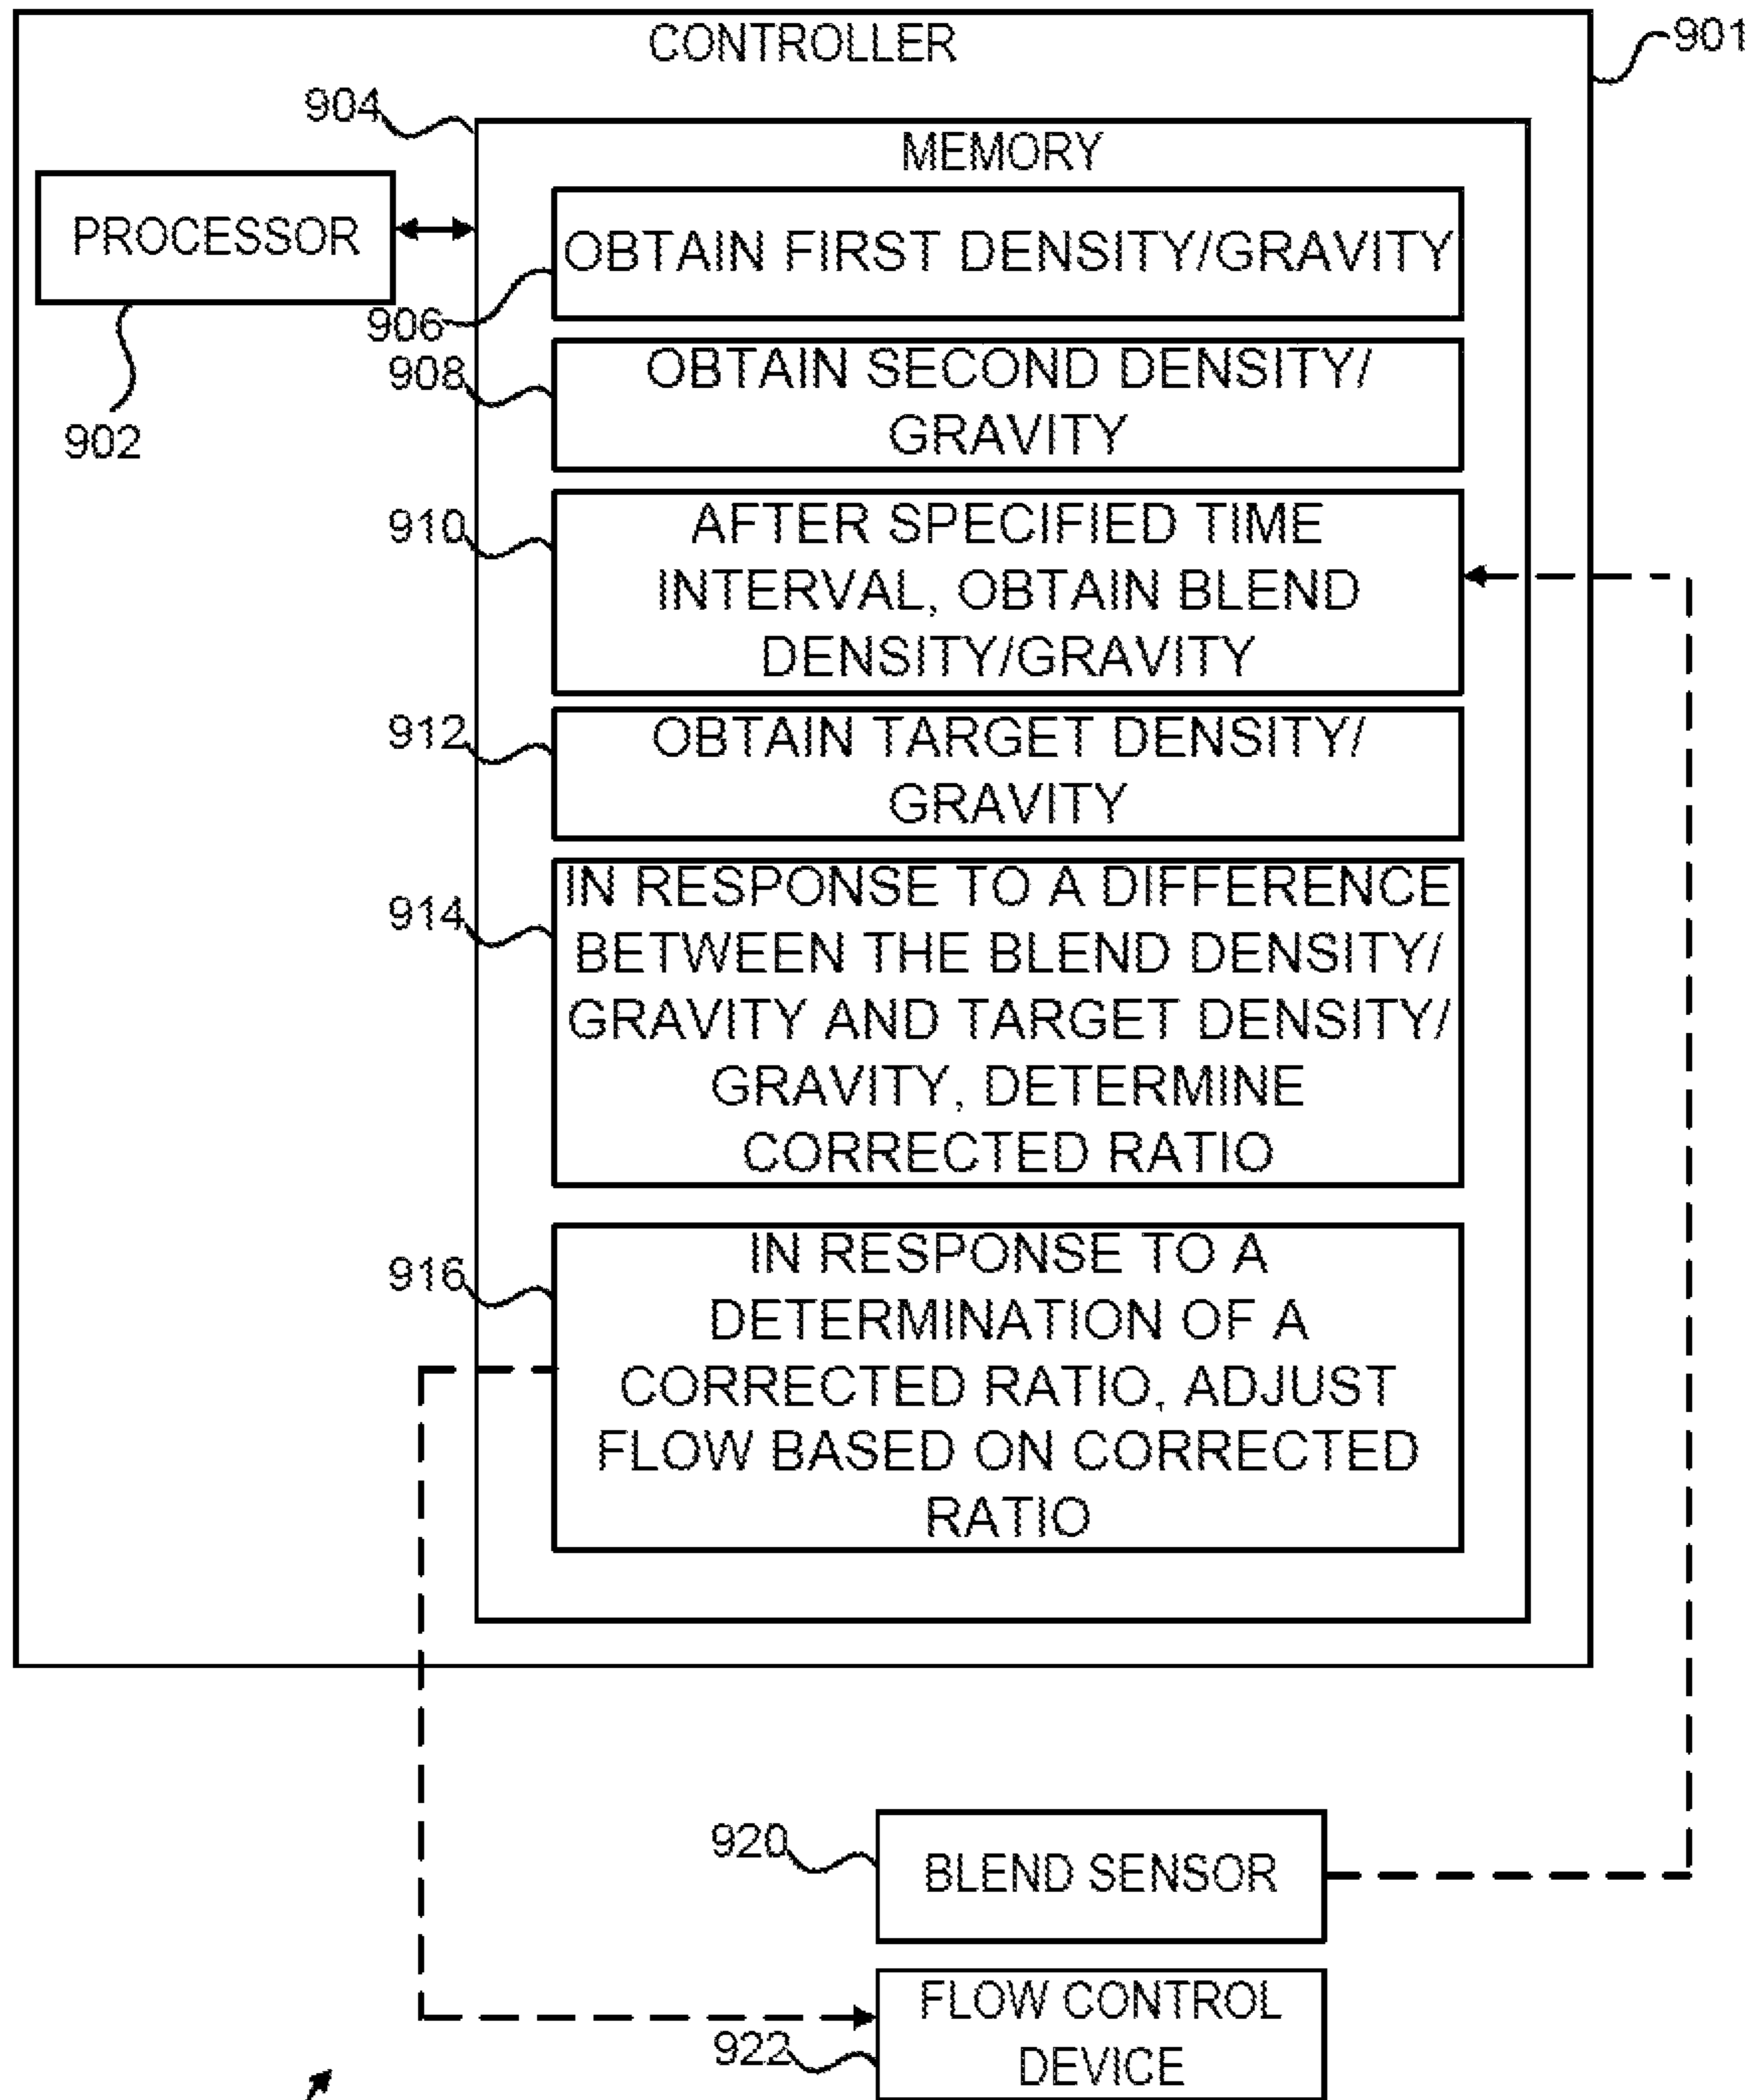 CONTROLLER
901
904
MEMORY
PROCESSOR
902
OBTAIN FIRST DENSITY/GRAVITY
906
908
OBTAIN SECOND DENSITY/
GRAVITY
910
AFTER SPECIFIED TIME
INTERVAL, OBTAIN BLEND
DENSITY/GRAVITY
912
OBTAIN TARGET DENSITY/
GRAVITY
914
IN RESPONSE TO A DIFFERENCE
BETWEEN THE BLEND DENSITY/
GRAVITY AND TARGET DENSITY/
GRAVITY, DETERMINE
CORRECTED RATIO
916
IN RESPONSE TO A
DETERMINATION OF A
CORRECTED RATIO, ADJUST
FLOW BASED ON CORRECTED
RATIO
920
BLEND SENSOR
FLOW CONTROL
DEVICE
922